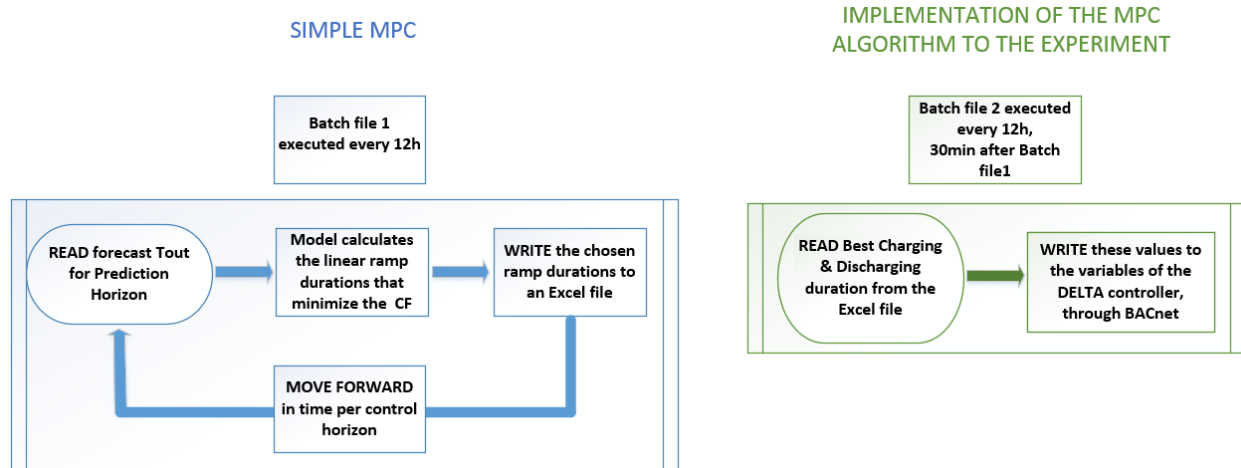 SIMPLE MPC
Batch file 1
executed every 12h
READ forecast Tout
for Prediction
Horizon
Model calculates
the linear ramp
durations that
minimize the CF
WRITE the chosen
ramp durations to
an Excel file
MOVE FORWARD
in time per control
horizon
IMPLEMENTATION OF THE MPC
ALGORITHM TO THE EXPERIMENT
Batch file 2 executed
every 12h,
30min after Batch
file1
READ Best Charging
& Discharging
duration from the
Excel file
WRITE these values to
the variables of the
DELTA controller,
through BACnet